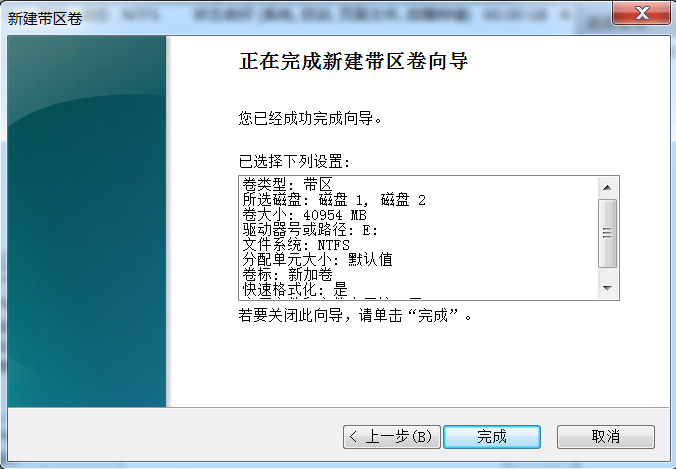 新建带区卷
正在完成新建带区卷向导
您已经成功完成向导。
已选择下列设置:
卷类型: 带区
所选磁盘: 磁盘 1, 磁盘 2
卷大小: 40954 MB
驱动器号或路径: E:
文件系统: NTFS
分配单元大小: 默认值
卷标: 新加卷
快速格式化: 是
若要关闭此向导，请单击“完成”。
< 上一步(B)
完成
取消